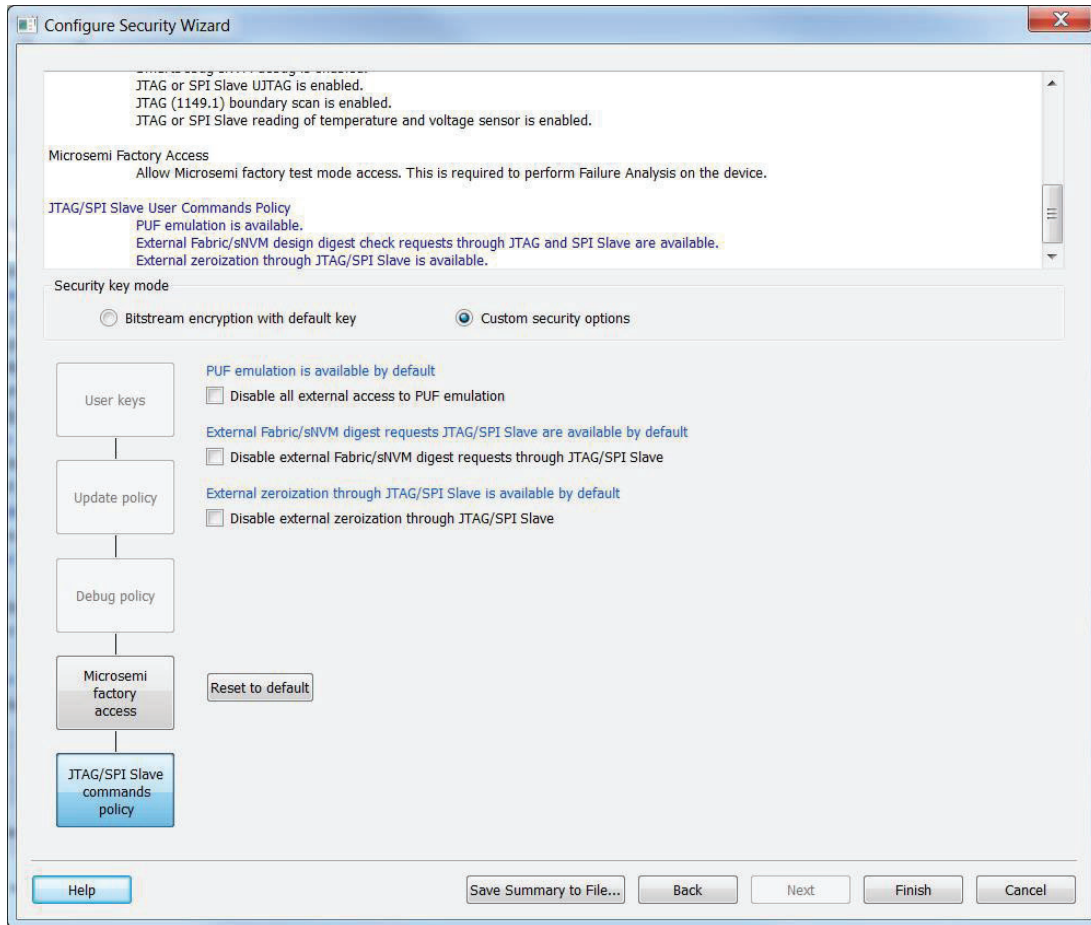 Configure Security Wizard
JTAG or SPI Slave UJTAG is enabled.
JTAG (1149.1) boundary scan is enabled.
JTAG or SPI Slave reading of temperature and voltage sensor is enabled.
Microsemi Factory Access
Allow Microsemi factory test mode access. This is required to perform Failure Analysis on the device.
JTAG/SPI Slave User Commands Policy
PUF emulation is available.
External Fabric/sNVM design digest check requests through JTAG and SPI Slave are available.
External zeroization through JTAG/SPI Slave is available.
Security key mode
Bitstream encryption with default key
Custom security options
User keys
PUF emulation is available by default
Disable all external access to PUF emulation
External Fabric/sNVM digest requests JTAG/SPI Slave are available by default
Disable external Fabric/sNVM digest requests through JTAG/SPI Slave
Update policy
External zeroization through JTAG/SPI Slave is available by default
Disable external zeroization through JTAG/SPI Slave
Debug policy
Microsemi
factory
access
Reset to default
JTAG/SPI Slave
commands
policy
Help
Save Summary to File...
Back
Next
Finish
Cancel